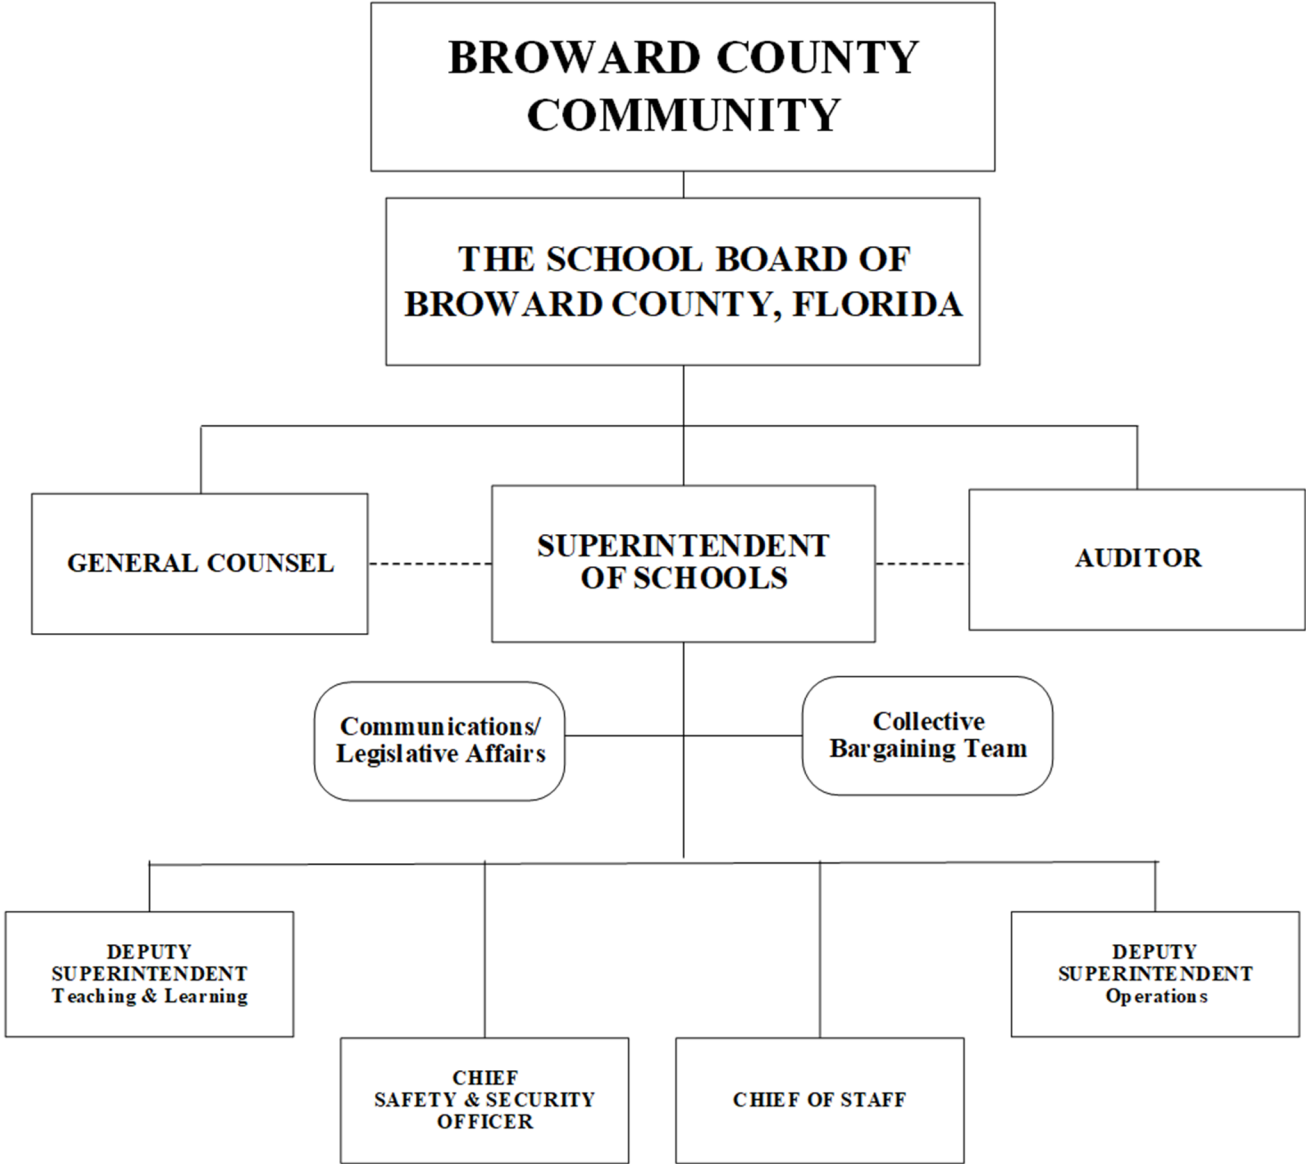 BROWARD COUNTY
COMMUNITY
THE SCHOOL BOARD OF
BROWARD COUNTY, FLORIDA
GENERAL COUNSEL
SUPERINTENDENT
OF SCHOOLS
AUDITOR
Communications/
Legislative Affairs
Collective
Bargaining Team
DEPUTY
SUPERINTENDENT
Teaching & Learning
CHIEF
SAFETY & SECURITY
OFFICER
CHIEF OF STAFF
DEPUTY
SUPERINTENDENT
Operations